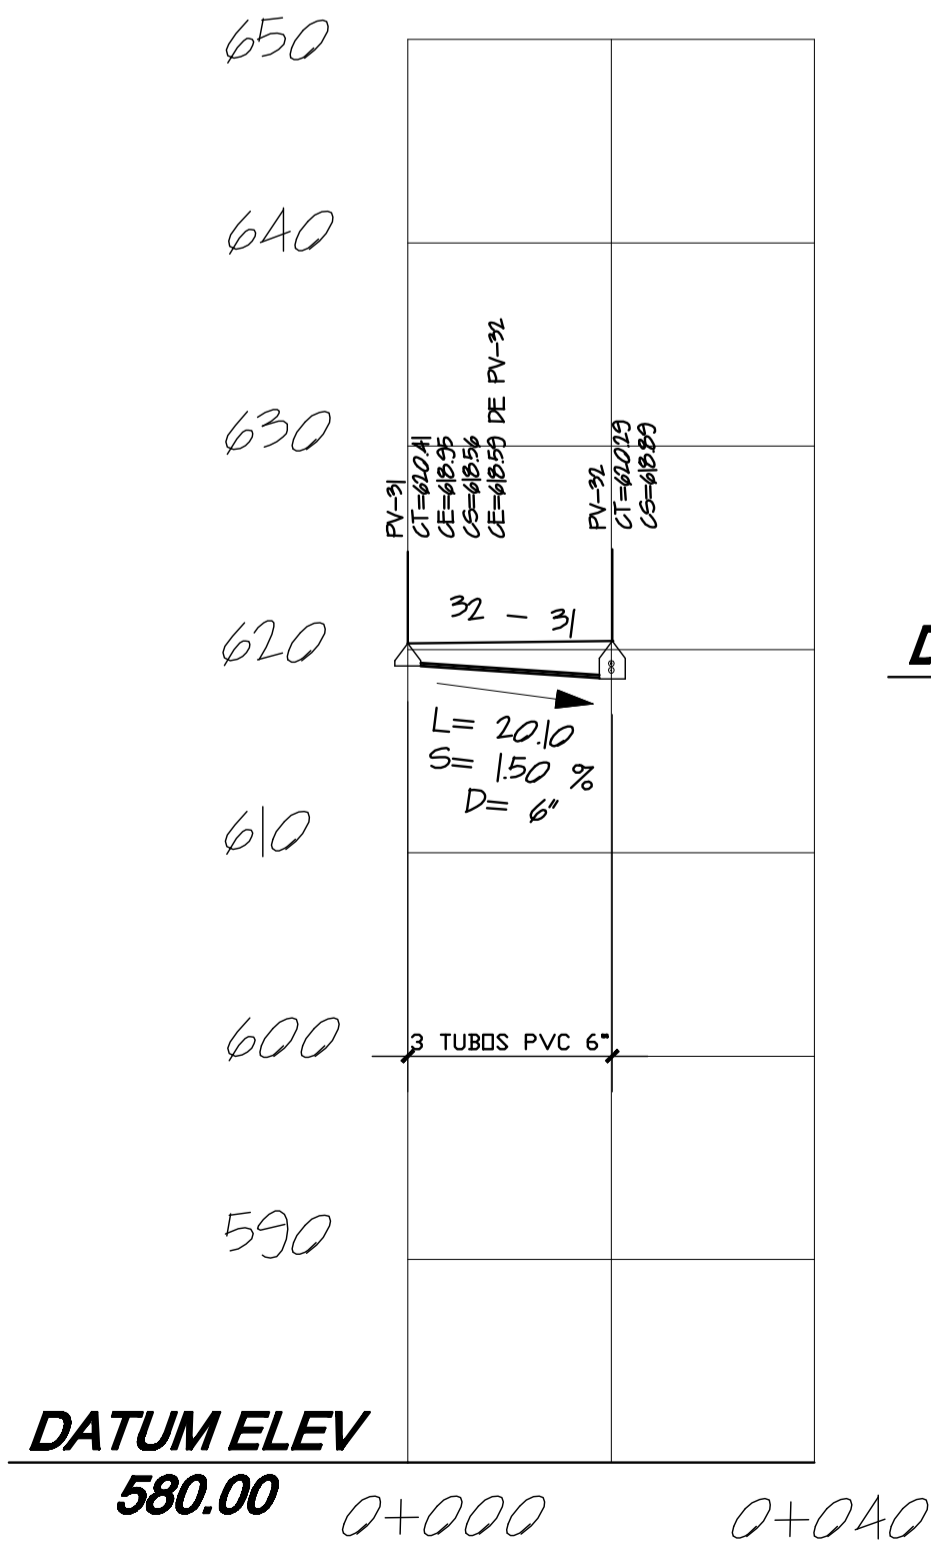 650
640
630
620
610
600
590
PV-31
CT=620.41
CE=618.95
CS=618.56
CE=618.59 DE PV-32
PV-32
CT=620.29
CS=618.89
32 - 31
L= 20.10
S= 1.50 %
D= 6"
3 TUBOS PVC 6"
D
DATUM ELEV
580.00
0+000
0+040